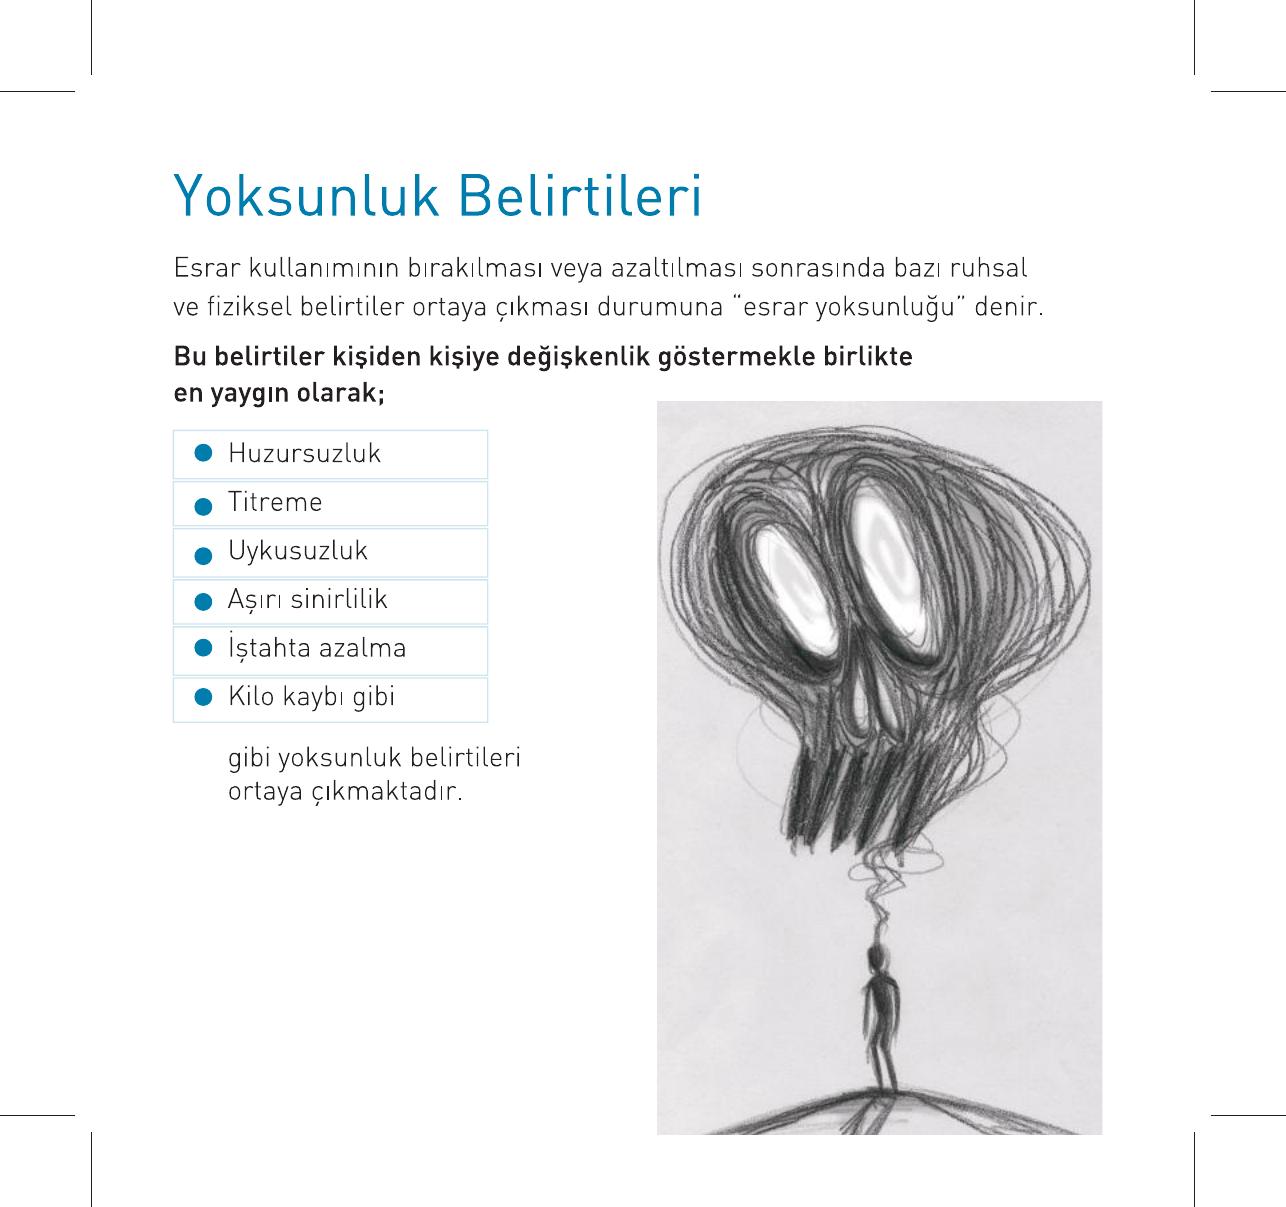 Yoksunluk Belirtileri
Esrar kullanımının bırakılması veya azaltılması sonrasında bazı ruhsal
ve fiziksel belirtiler ortaya çıkması durumuna “esrar yoksunluğu” denir.
Bu belirtiler kişiden kişiye değişkenlik göstermekle birlikte
en yaygın olarak;
● Huzursuzluk
● Titreme
● Uykusuzluk
● Aşırı sinirlilik
● İştahta azalma
● Kilo kaybı gibi
gibi yoksunluk belirtileri
ortaya çıkmaktadır.